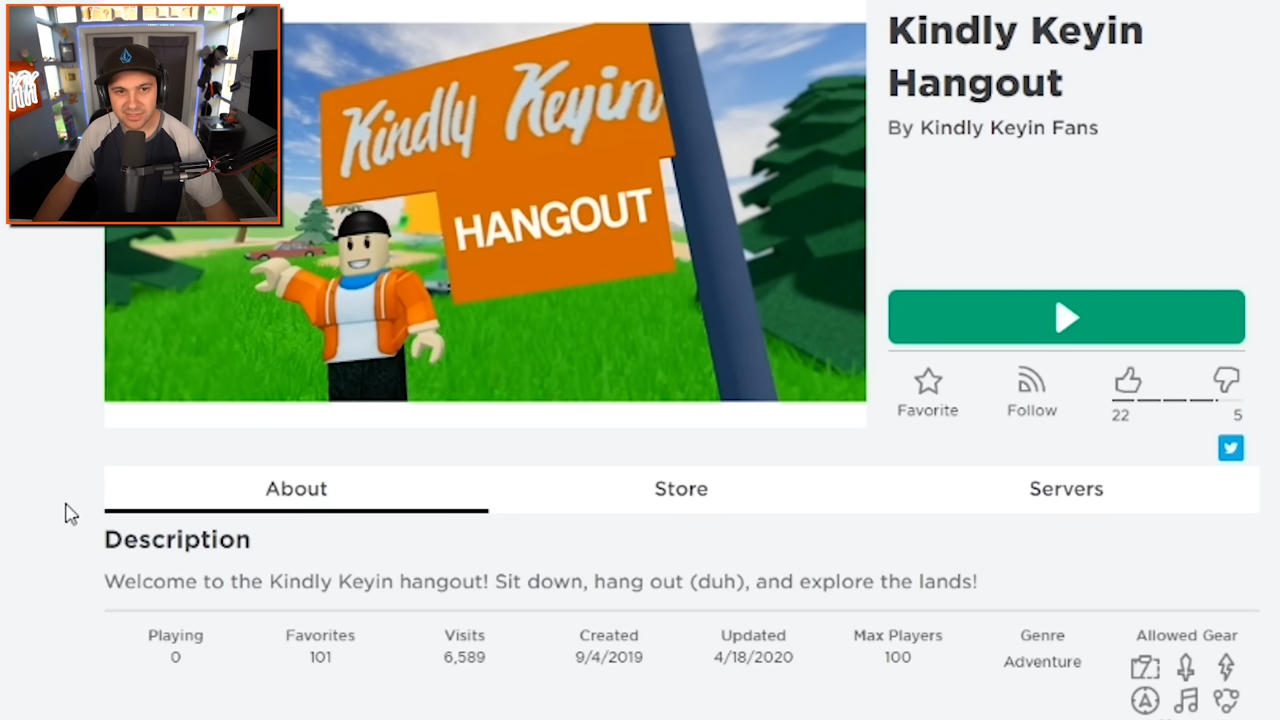 Kindly Keyin
HANGOUT
Kindly Keyin
Hangout
By Kindly Keyin Fans
Favorite
Follow
22
5
About
Store
Servers
Description
Welcome to the Kindly Keyin hangout! Sit down, hang out (duh), and explore the lands!
Playing
0
Favorites
101
Visits
6,589
Created
9/4/2019
Updated
4/18/2020
Max Players
100
Genre
Adventure
Allowed Gear